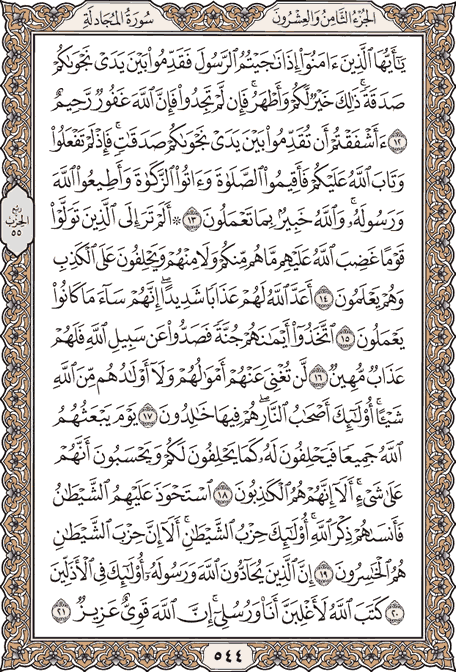 سُورَةُ المُجَادلَة
الجُزءُ الثَّامِنُ وَالعِشْرُونَ
يَٰٓأَيُّهَا ٱلَّذِينَ ءَامَنُوٓاْ إِذَا نَٰجَيْتُمُ ٱلرَّسُولَ فَقَدِّمُواْ بَيْنَ يَدَىْ نَجْوَىٰكُمْ
صَدَقَةًۚ ذَٰلِكَ خَيْرٌ لَّكُمْ وَأَطْهَرُۚ فَإِن لَّمْ تَجِدُواْ فَإِنَّ ٱللَّهَ غَفُورٌ رَّحِيمٌ
١٢ ءَأَشْفَقْتُمْ أَن تُقَدِّمُواْ بَيْنَ يَدَىْ نَجْوَىٰكُمْ صَدَقَٰتٍۚ فَإِذْ لَمْ تَفْعَلُواْ
وَتَابَ ٱللَّهُ عَلَيْكُمْ فَأَقِيمُواْ ٱلصَّلَوٰةَ وَءَاتُواْ ٱلزَّكَوٰةَ وَأَطِيعُواْ ٱللَّهَ
وَرَسُولَهُۥۚ وَٱللَّهُ خَبِيرٌۢ بِمَا تَعْمَلُونَ ١٣ ۞ أَلَمْ تَرَ إِلَى ٱلَّذِينَ تَوَلَّوْاْ
قَوْمًا غَضِبَ ٱللَّهُ عَلَيْهِم مَّا هُم مِّنكُمْ وَلَا مِنْهُمْ وَيَحْلِفُونَ عَلَى ٱلْكَذِبِ
وَهُمْ يَعْلَمُونَ ١٤ أَعَدَّ ٱللَّهُ لَهُمْ عَذَابًا شَدِيدًاۖ إِنَّهُمْ سَآءَ مَا كَانُواْ
يَعْمَلُونَ ١٥ ٱتَّخَذُوٓاْ أَيْمَٰنَهُمْ جُنَّةً فَصَدُّواْ عَن سَبِيلِ ٱللَّهِ فَلَهُمْ
عَذَابٌ مُّهِينٌ ١٦ لَّن تُغْنِىَ عَنْهُمْ أَمْوَٰلُهُمْ وَلَآ أَوْلَٰدُهُم مِّنَ ٱللَّهِ
شَيْـًٔاۚ أُوْلَٰٓئِكَ أَصْحَٰبُ ٱلنَّارِۖ هُمْ فِيهَا خَٰلِدُونَ ١٧ يَوْمَ يَبْعَثُهُمُ
ٱللَّهُ جَمِيعًا فَيَحْلِفُونَ لَهُۥ كَمَا يَحْلِفُونَ لَكُمْ وَيَحْسَبُونَ أَنَّهُمْ
عَلَىٰ شَىْءٍۚ أَلَآ إِنَّهُمْ هُمُ ٱلْكَٰذِبُونَ ١٨ ٱسْتَحْوَذَ عَلَيْهِمُ ٱلشَّيْطَٰنُ
فَأَنسَىٰهُمْ ذِكْرَ ٱللَّهِۚ أُوْلَٰٓئِكَ حِزْبُ ٱلشَّيْطَٰنِۚ أَلَآ إِنَّ حِزْبَ ٱلشَّيْطَٰنِ
هُمُ ٱلْخَٰسِرُونَ ١٩ إِنَّ ٱلَّذِينَ يُحَآدُّونَ ٱللَّهَ وَرَسُولَهُۥٓ أُوْلَٰٓئِكَ فِى ٱلْأَذَلِّينَ
٢٠ كَتَبَ ٱللَّهُ لَأَغْلِبَنَّ أَنَا۠ وَرُسُلِىٓۚ إِنَّ ٱللَّهَ قَوِىٌّ عَزِيزٌ ٢١
ربع
الحزب
٥٥
٥٤٤